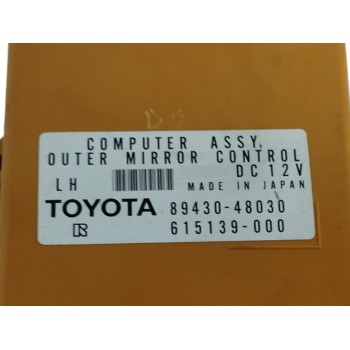 COMPUTER ASSY,
OUTER MIRROR CONTROL
DC12V
LH
MADE IN JAPAN
TOYOTA 89430-48030
R 615139-000